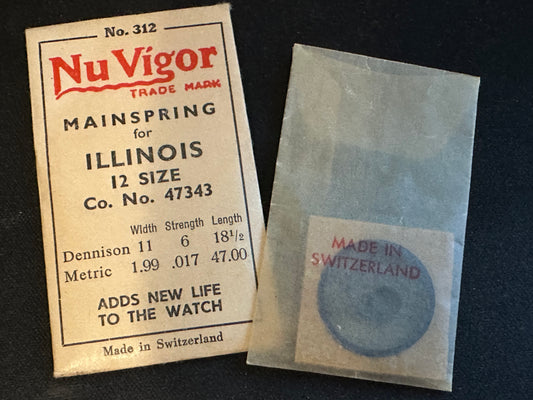 No. 312
Nu Vigor
TRADE MARK
MAINSPRING
for
ILLINOIS
12 SIZE
Co. No. 47343
Width Strength Length
Dennison 11 6 18½
Metric 1.99 .017 47.00
ADDS NEW LIFE
TO THE WATCH
Made in Switzerland
MADE IN
SWITZERLAND